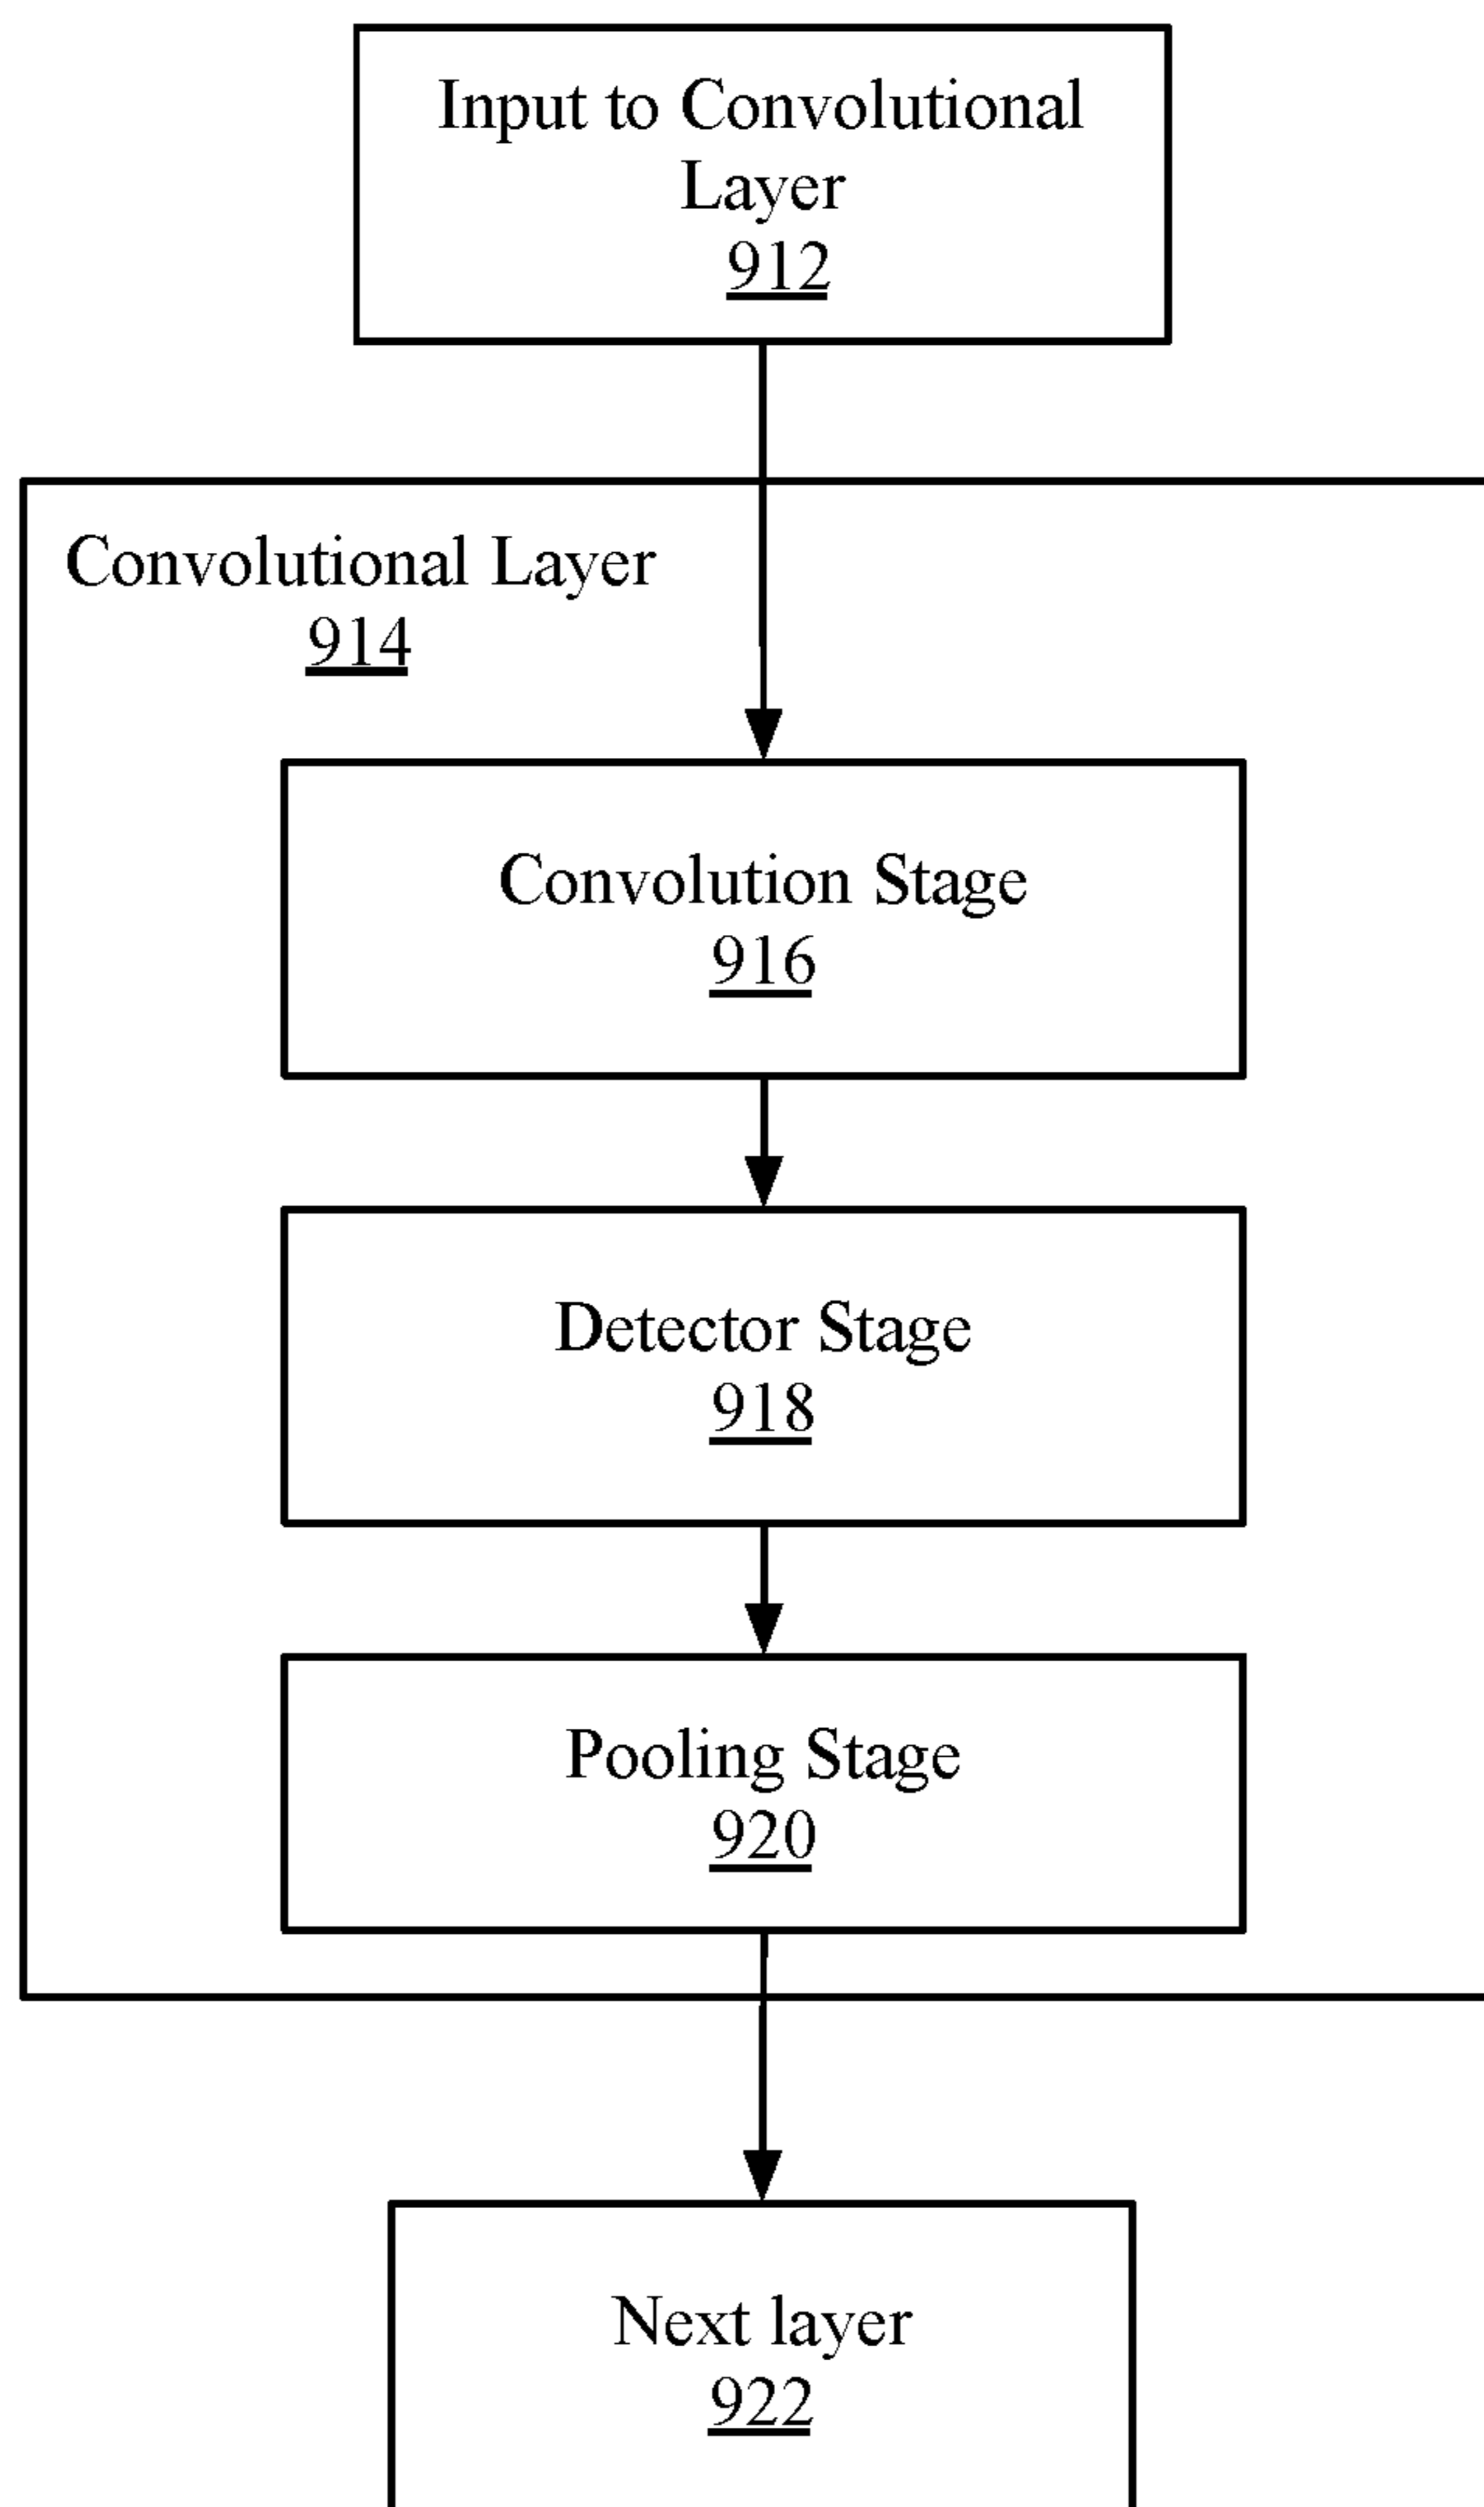 Input to Convolutional
Layer
912
Convolutional Layer
914
Convolution Stage
916
Detector Stage
918
Pooling Stage
920
Next layer
922